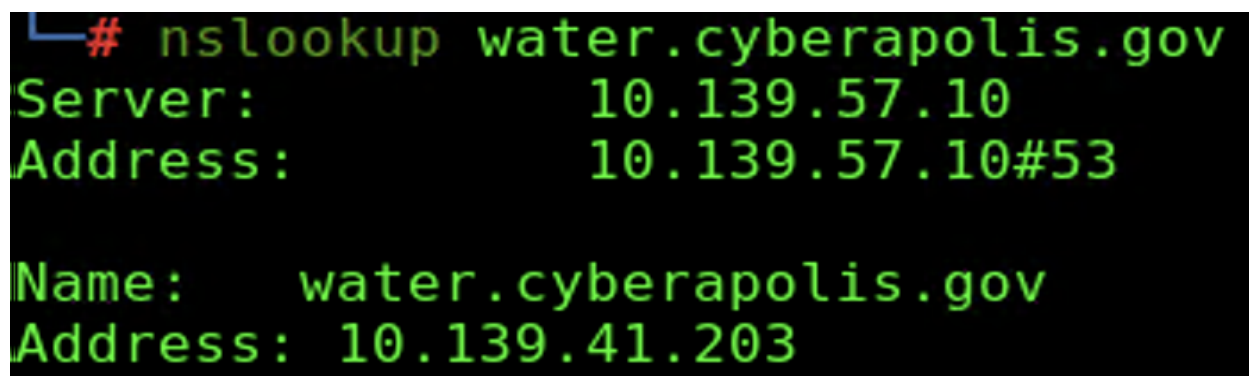 └─# nslookup water.cyberapolis.gov
Server: 10.139.57.10
Address: 10.139.57.10#53
Name: water.cyberapolis.gov
Address: 10.139.41.203